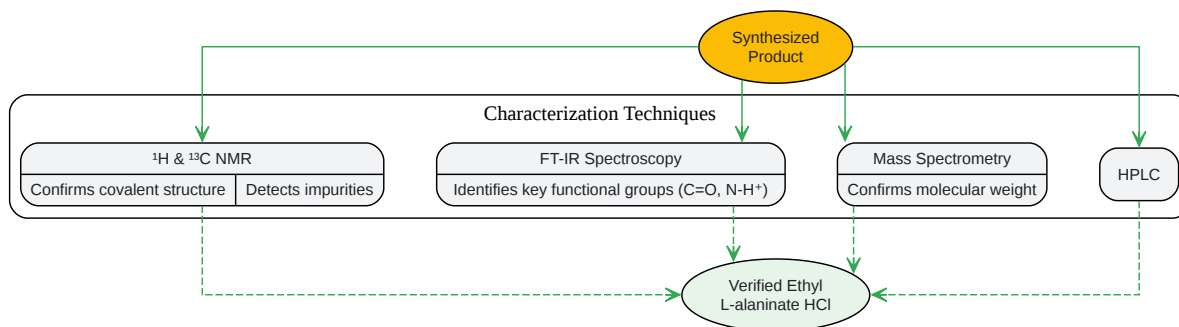 Synthesized
Product
Characterization Techniques
¹H & ¹³C NMR
Confirms covalent structure
Detects impurities
FT-IR Spectroscopy
Identifies key functional groups (C=O, N-H⁺)
Mass Spectrometry
Confirms molecular weight
HPLC
Verified Ethyl
L-alaninate HCl